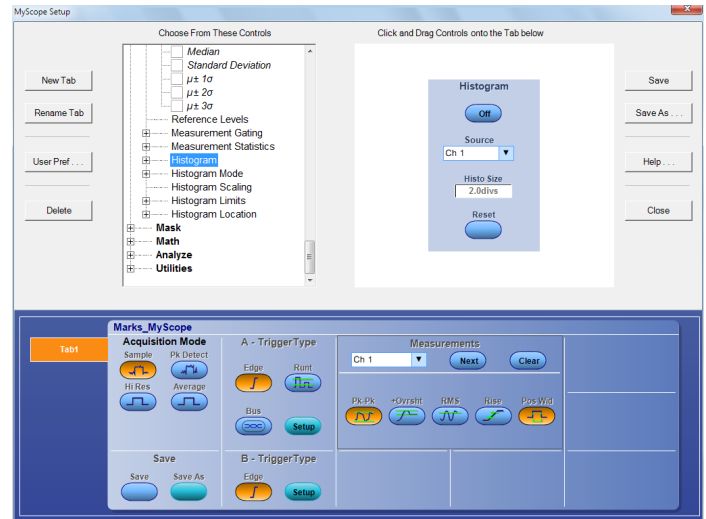 MyScope Setup
x
Choose From These Controls
Click and Drag Controls onto the Tab below
New Tab
Rename Tab
User Pref . . .
Delete
Median
Standard Deviation
µ± 1σ
µ± 2σ
µ± 3σ
Reference Levels
Measurement Gating
Measurement Statistics
Histogram
Histogram Mode
Histogram Scaling
Histogram Limits
Histogram Location
Mask
Math
Analyze
Utilities
Histogram
Off
Source
Ch 1
Histo Size
2.0divs
Reset
Save
Save As . . .
Help . . .
Close
Tab1
Marks_MyScope
Acquisition Mode
Sample Pk Detect
Hi Res Average
Save
Save Save As
A - TriggerType
Edge Runt
Bus
Setup
B - TriggerType
Edge
Setup
Measurements
Ch 1 Next Clear
Pk-Pk +Ovrsht RMS Rise Pos Wid